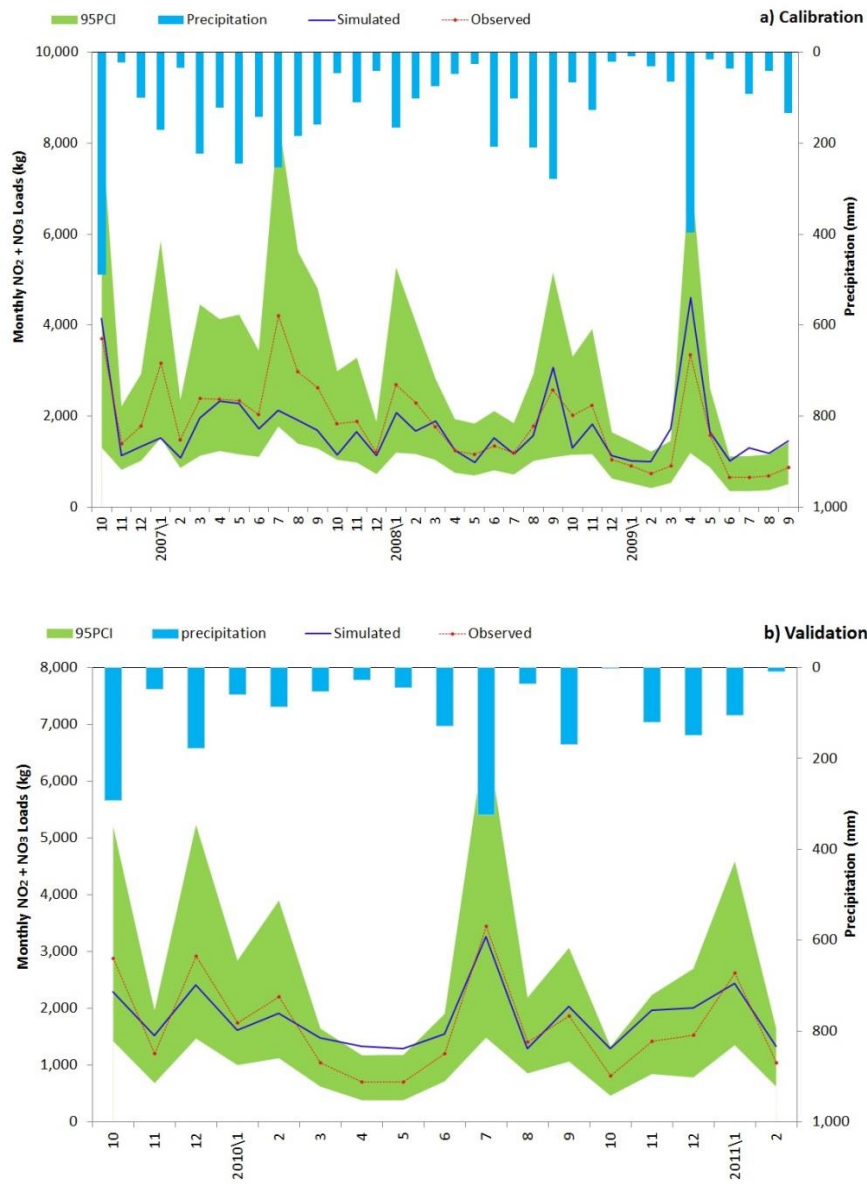 95PCI Precipitation Simulated Observed a) Calibration
10,000 0
8,000 200
6,000 400
4,000 600
2,000 800
0 1,000
Monthly NO2 + NO3 Loads (kg)
Precipitation (mm)
10 11 12 2007\1 2 3 4 5 6 7 8 9 10 11 12 2008\1 2 3 4 5 6 7 8 9 10 11 12 2009\1 2 3 4 5 6 7 8 9
95PCI precipitation Simulated Observed b) Validation
8,000 0
7,000
6,000 200
5,000
4,000 400
3,000 600
2,000 800
1,000
0 1,000
Monthly NO2 + NO3 Loads (kg)
Precipitation (mm)
10 11 12 2010\1 2 3 4 5 6 7 8 9 10 11 12 2011\1 2